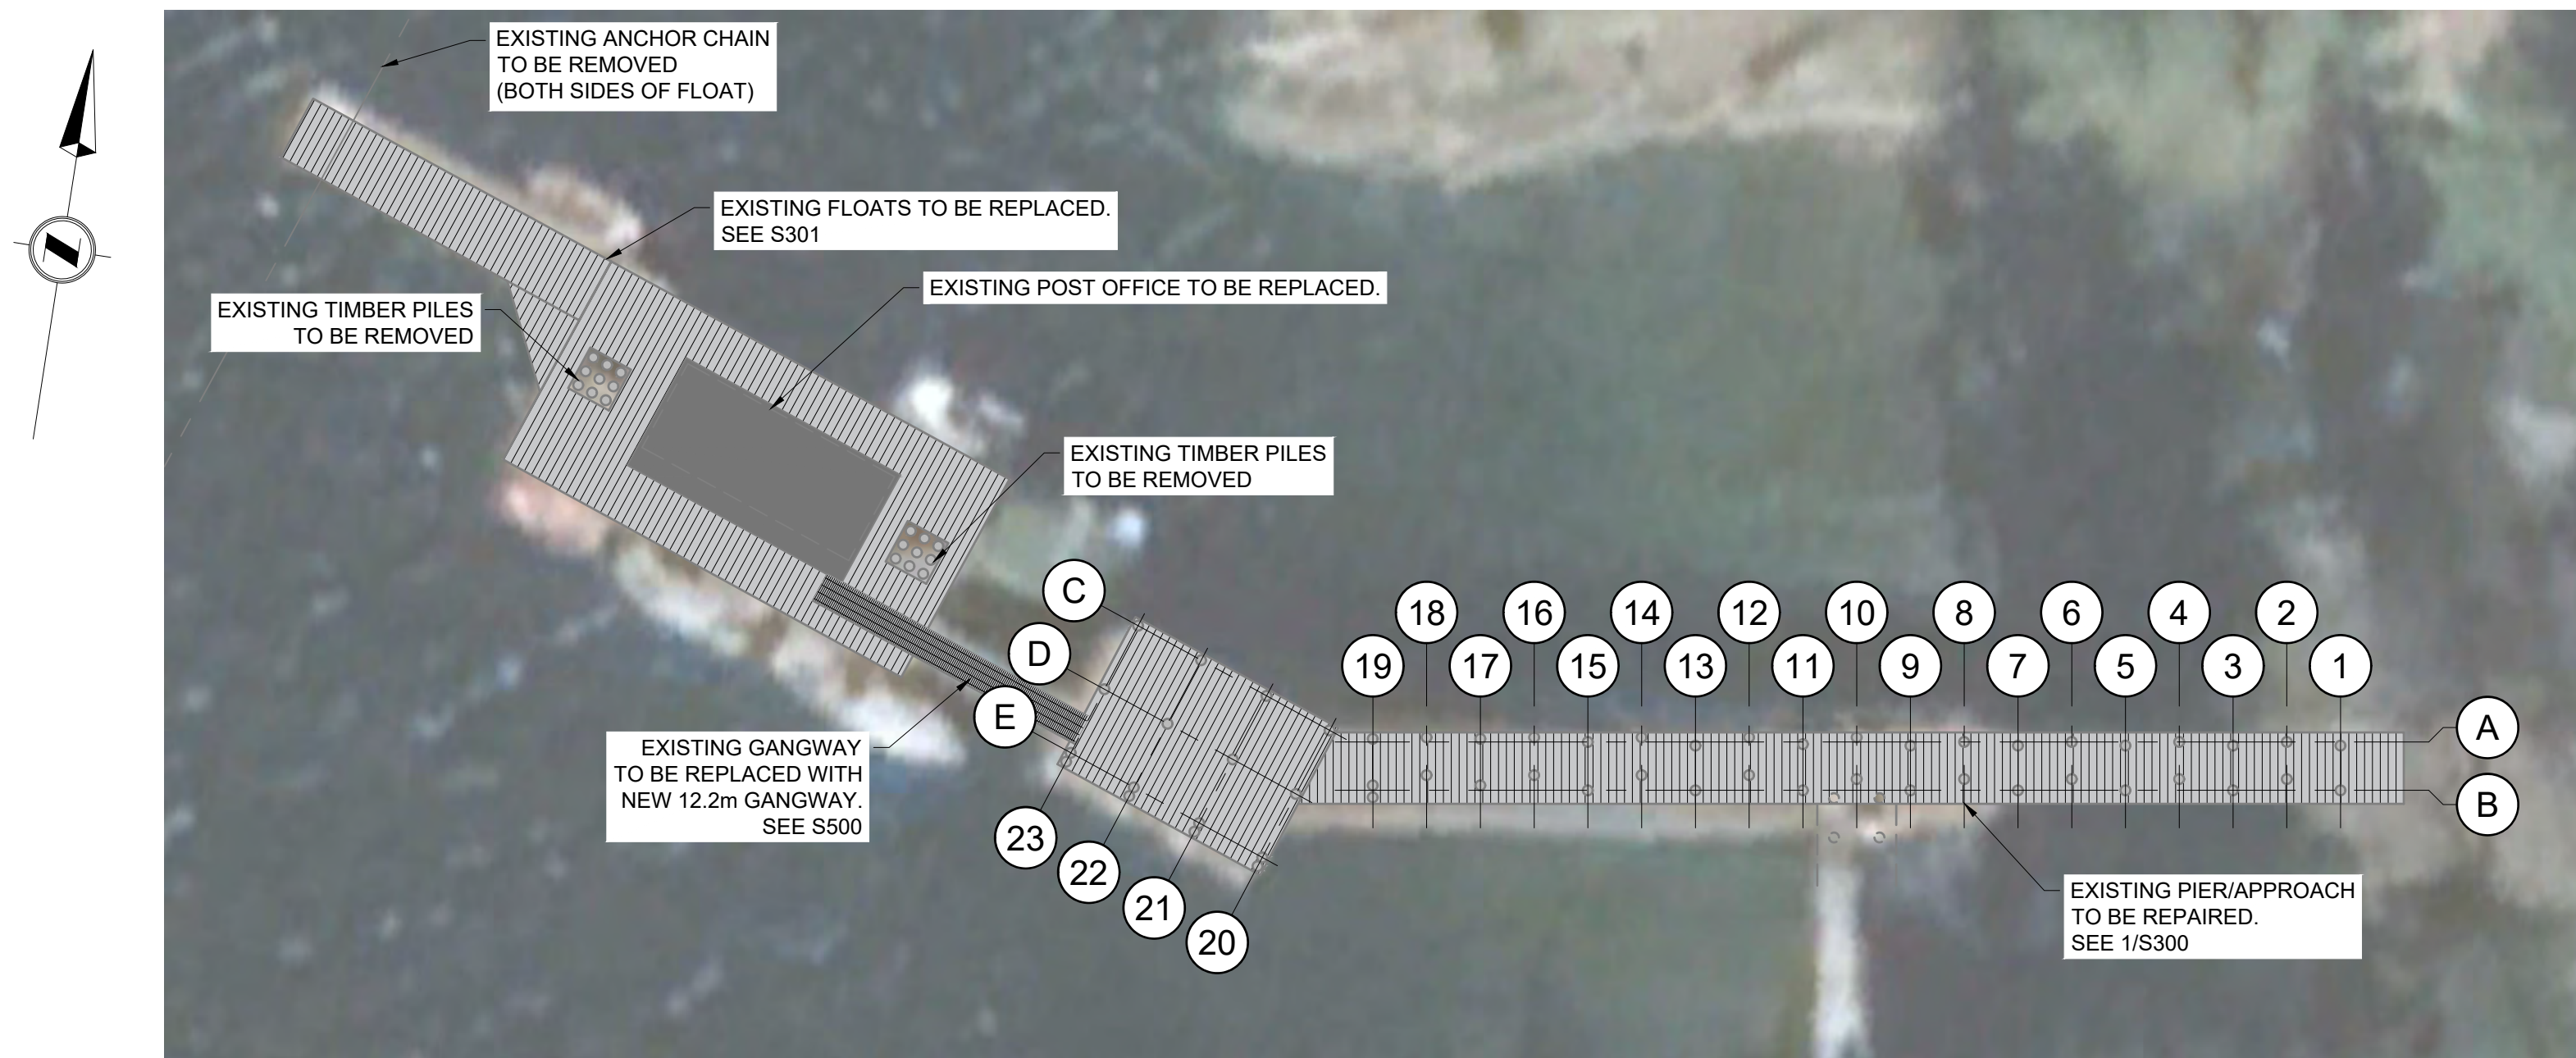 EXISTING ANCHOR CHAIN
TO BE REMOVED
(BOTH SIDES OF FLOAT)
EXISTING FLOATS TO BE REPLACED.
SEE S301
EXISTING POST OFFICE TO BE REPLACED.
EXISTING TIMBER PILES
TO BE REMOVED
N
EXISTING TIMBER PILES
TO BE REMOVED
C
D
E
18 16 14 12 10 8 6 4 2
19 17 15 13 11 9 7 5 3 1
A
B
EXISTING GANGWAY
TO BE REPLACED WITH
NEW 12.2m GANGWAY.
SEE S500
23
22
21
20
EXISTING PIER/APPROACH
TO BE REPAIRED.
SEE 1/S300